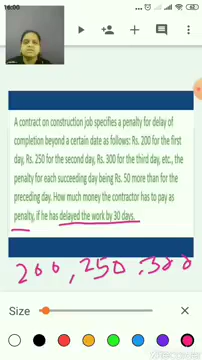 16:00
A contract on construction job specifies a penalty for delay of
completion beyond a certain date as follows: Rs. 200 for the first
day, Rs. 250 for the second day, Rs. 300 for the third day, etc., the
penalty for each succeeding day being Rs. 50 more than for the
preceding day. How much money the contractor has to pay as
penalty, if he has delayed the work by 30 days.
200, 250, 300
Size